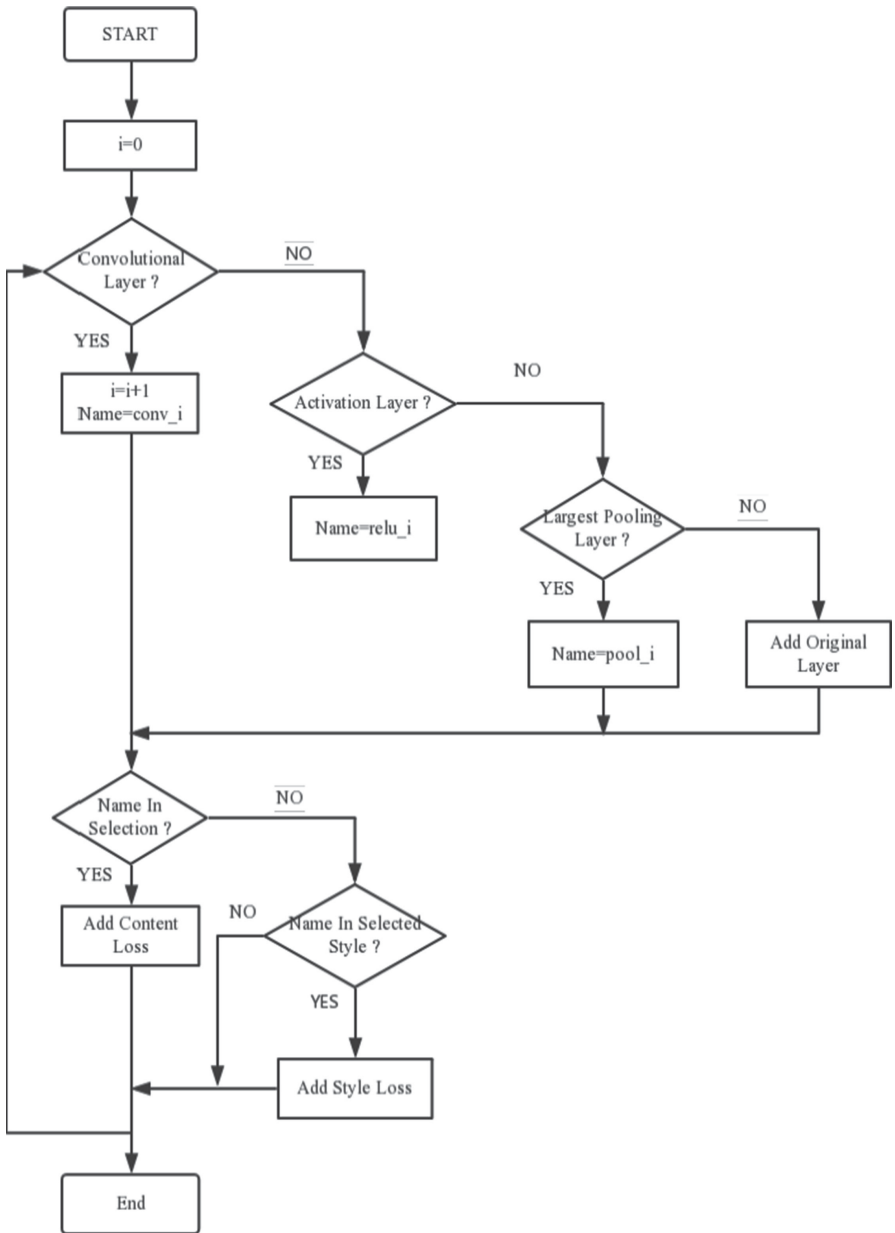 START
i=0
Convolutional
Layer ?
NO
YES
i=i+1
Name=conv_i
Activation Layer ?
NO
YES
Name=relu_i
Largest Pooling
Layer ?
NO
YES
Name=pool_i
Add Original
Layer
Name In
Selection ?
NO
YES
Add Content
Loss
NO
Name In Selected
Style ?
YES
Add Style Loss
End